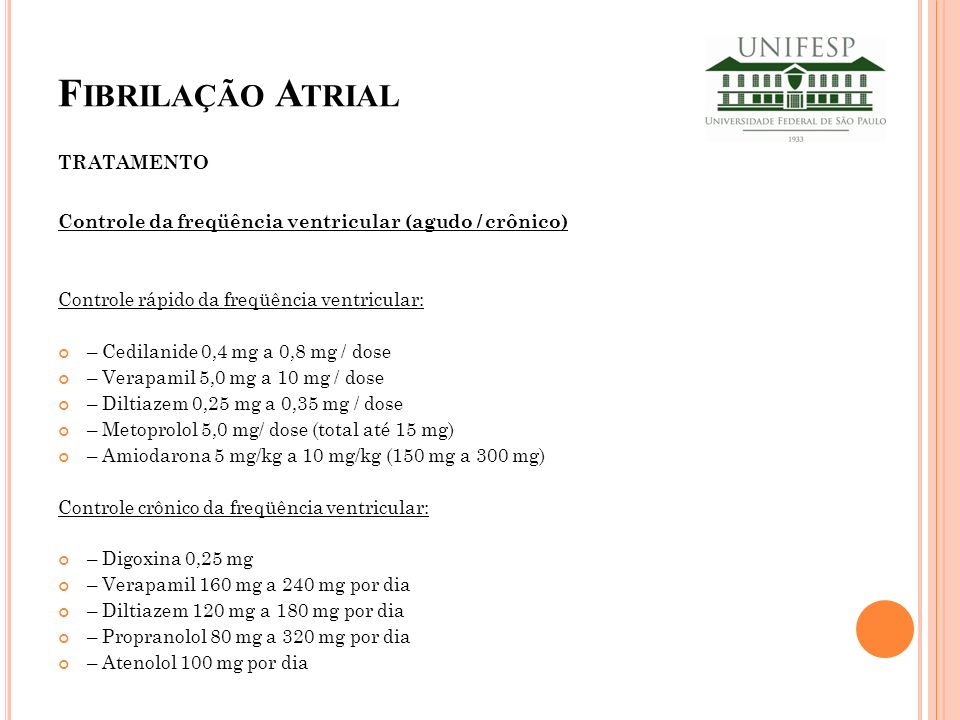 FIBRILAÇÃO ATRIAL
UNIFESP
UNIVERSIDADE FEDERAL DE SÃO PAULO
1933
TRATAMENTO
Controle da freqüência ventricular (agudo / crônico)
Controle rápido da freqüência ventricular:
– Cedilanide 0,4 mg a 0,8 mg / dose
– Verapamil 5,0 mg a 10 mg / dose
– Diltiazem 0,25 mg a 0,35 mg / dose
– Metoprolol 5,0 mg/ dose (total até 15 mg)
– Amiodarona 5 mg/kg a 10 mg/kg (150 mg a 300 mg)
Controle crônico da freqüência ventricular:
– Digoxina 0,25 mg
– Verapamil 160 mg a 240 mg por dia
– Diltiazem 120 mg a 180 mg por dia
– Propranolol 80 mg a 320 mg por dia
– Atenolol 100 mg por dia